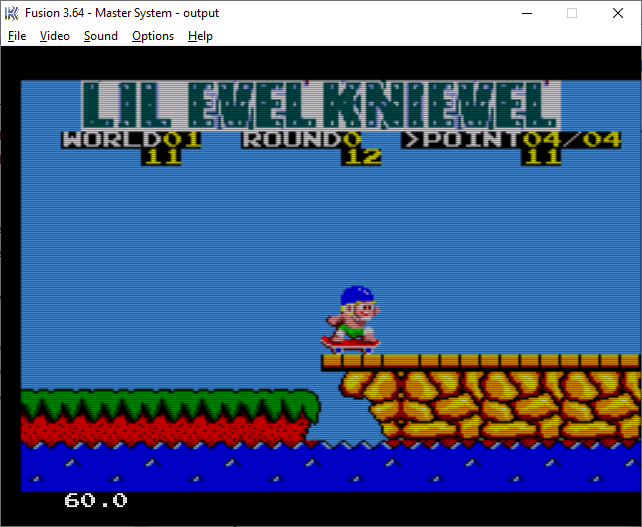 Fusion 3.64 - Master System - output
File Video Sound Options Help
LIL EVEL KNIEVEL
WORLD01 ROUND0 >POINT04/04
11 12 11
60.0